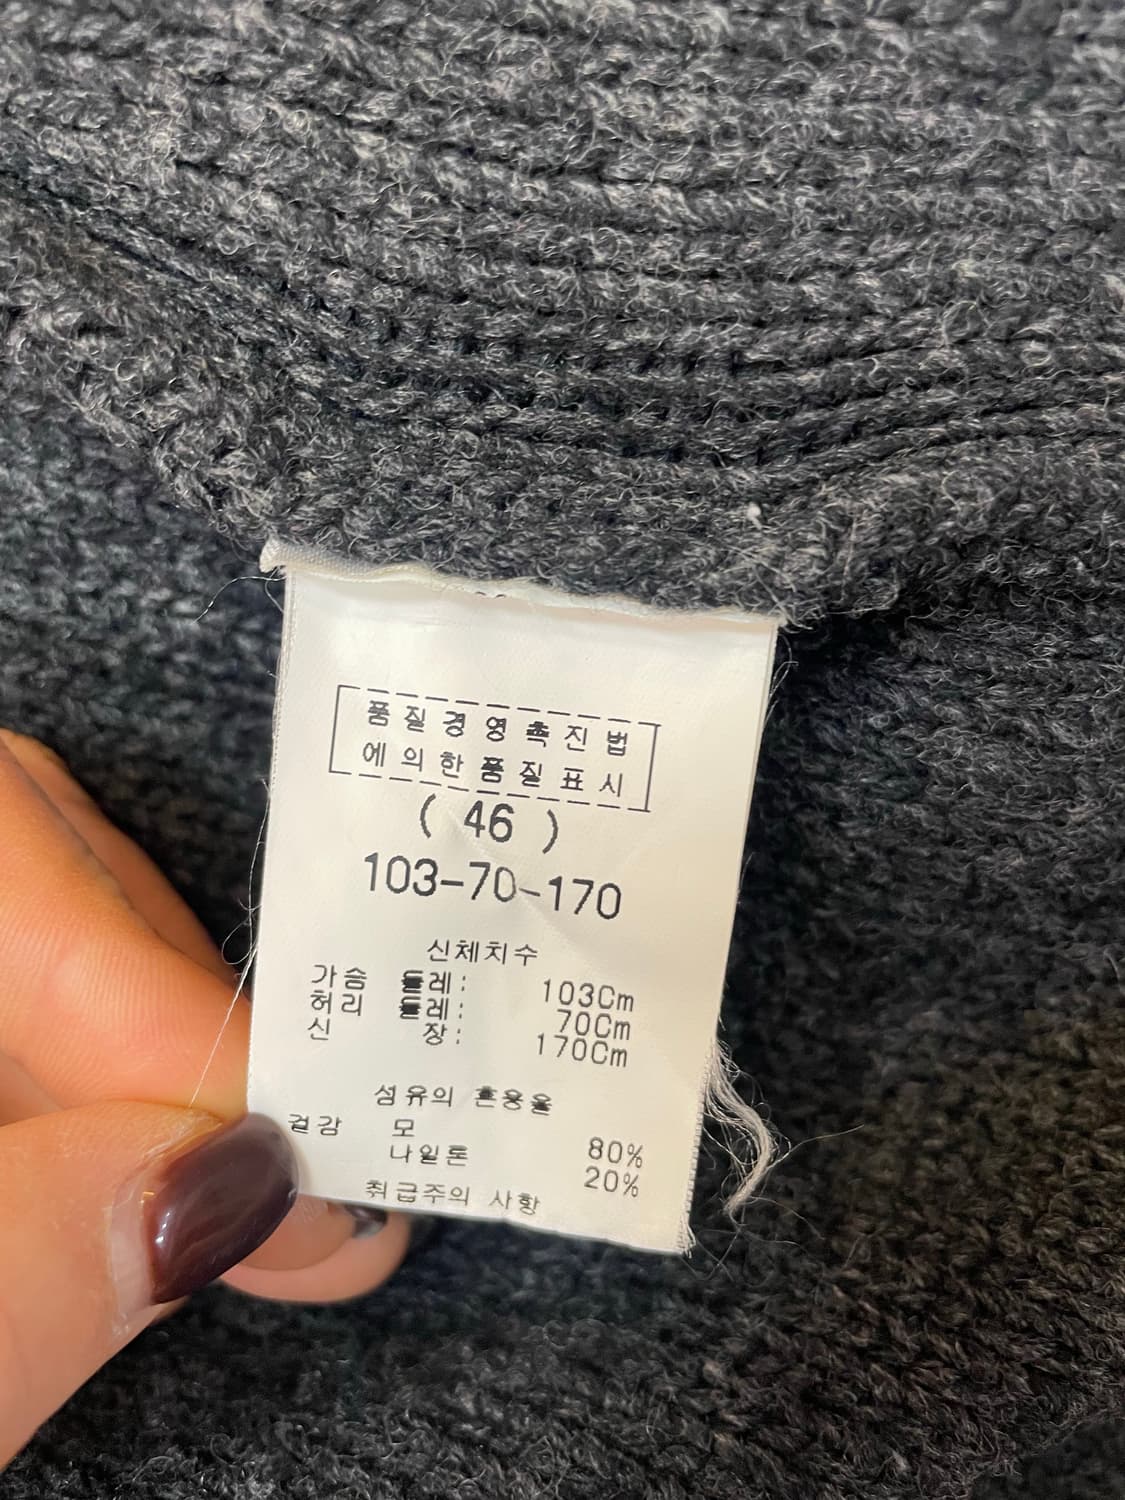 품질경영촉진법
에의한품질표시
( 46 )
103-70-170
신체치수
가슴 둘레: 103Cm
허리 둘레: 70Cm
신 장: 170Cm
섬유의 혼용율
겉감 모 80%
나일론 20%
취급주의 사항